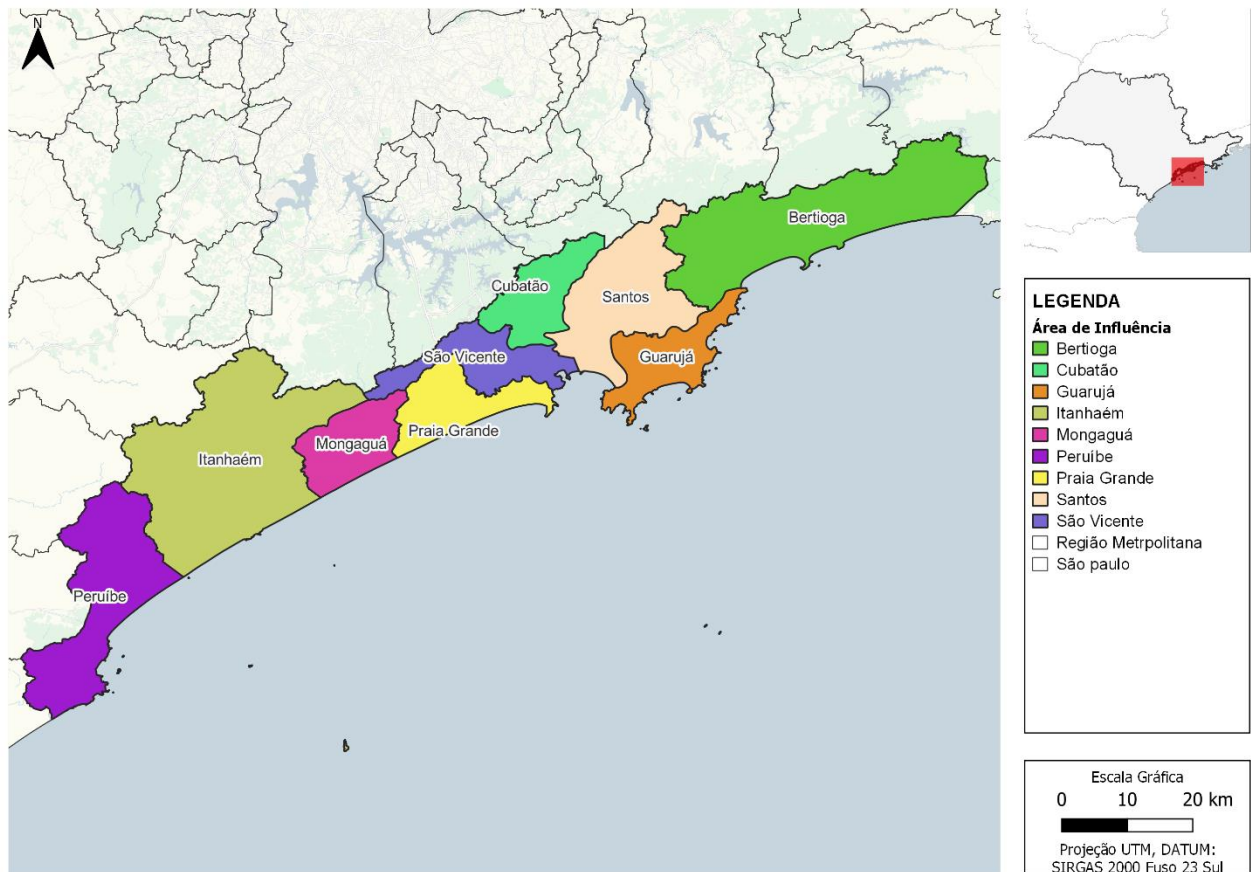 N
Bertioga
Cubatão
Santos
São Vicente
Guarujá
Praia Grande
Mongaguá
Itanhaém
Peruíbe
LEGENDA
Área de Influência
Bertioga
Cubatão
Guarujá
Itanhaém
Mongaguá
Peruíbe
Praia Grande
Santos
São Vicente
Região Metrpolitana
São paulo
Escala Gráfica
0 10 20 km
Projeção UTM, DATUM:
SIRGAS 2000 Fuso 23 Sul